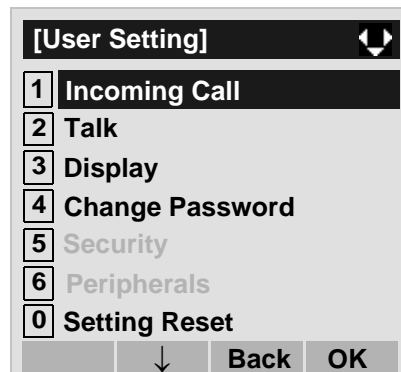 [User Setting]
1 Incoming Call
2 Talk
3 Display
4 Change Password
5 Security
6 Peripherals
0 Setting Reset
↓ Back OK